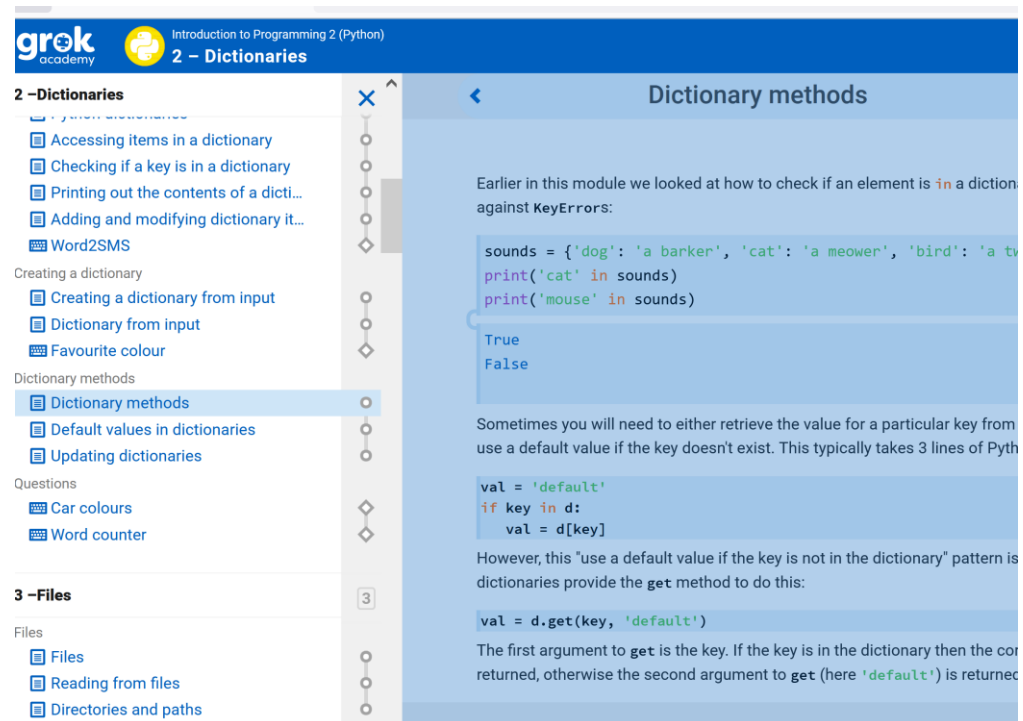 grok
academy
Introduction to Programming 2 (Python)
2 – Dictionaries
2 –Dictionaries
Python dictionaries
Accessing items in a dictionary
Checking if a key is in a dictionary
Printing out the contents of a dicti...
Adding and modifying dictionary it...
Word2SMS
Creating a dictionary
Creating a dictionary from input
Dictionary from input
Favourite colour
Dictionary methods
Dictionary methods
Default values in dictionaries
Updating dictionaries
Questions
Car colours
Word counter
3 –Files
3
Files
Files
Reading from files
Directories and paths
Dictionary methods
Earlier in this module we looked at how to check if an element is in a diction
against KeyErrors:
sounds = {'dog': 'a barker', 'cat': 'a meower', 'bird': 'a tw
print('cat' in sounds)
print('mouse' in sounds)
True
False
Sometimes you will need to either retrieve the value for a particular key from
use a default value if the key doesn't exist. This typically takes 3 lines of Pyth
val = 'default'
if key in d:
val = d[key]
However, this "use a default value if the key is not in the dictionary" pattern is
dictionaries provide the get method to do this:
val = d.get(key, 'default')
The first argument to get is the key. If the key is in the dictionary then the cor
returned, otherwise the second argument to get (here 'default') is returned